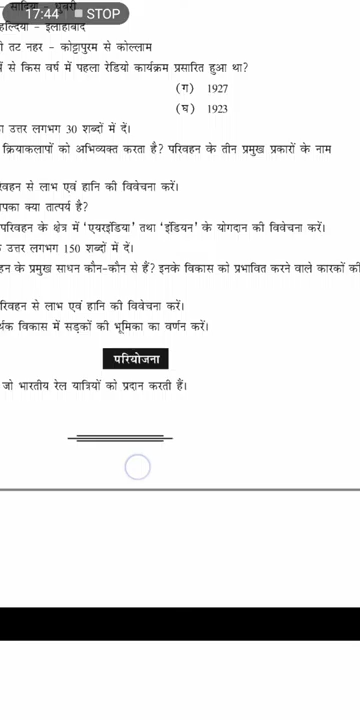 17:44 STOP
सदिया - धुबरी
हल्दिया - इलाहाबाद
तट नहर - कोट्टापुरम से कोल्लाम
से किस वर्ष में पहला रेडियो कार्यक्रम प्रसारित हुआ था?
(ग) 1927
(घ) 1923
उत्तर लगभग 30 शब्दों में दें।
क्रियाकलापों को अभिव्यक्त करता है? परिवहन के तीन प्रमुख प्रकारों के नाम
से लाभ एवं हानि की विवेचना करें।
क्या तात्पर्य है?
परिवहन के क्षेत्र में 'एयरइंडिया' तथा 'इंडियन' के योगदान की विवेचना करें।
उत्तर लगभग 150 शब्दों में दें।
के प्रमुख साधन कौन-कौन से हैं? इनके विकास को प्रभावित करने वाले कारकों की
से लाभ एवं हानि की विवेचना करें।
विकास में सड़कों की भूमिका का वर्णन करें।
परियोजना
जो भारतीय रेल यात्रियों को प्रदान करती हैं।